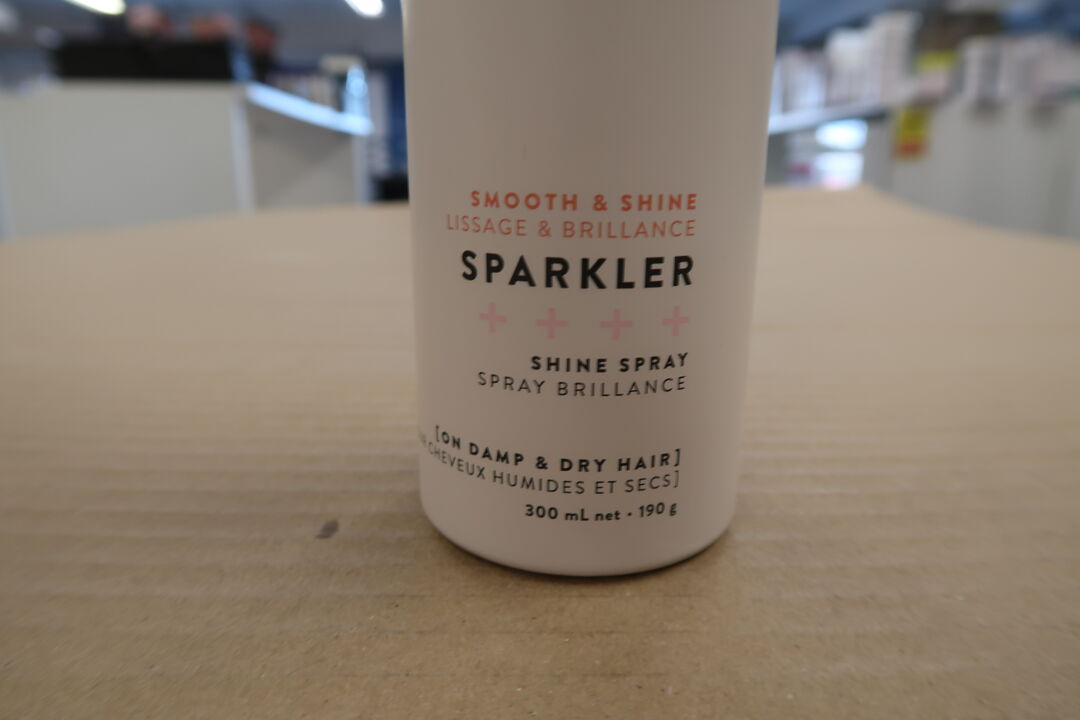 SMOOTH & SHINE
LISSAGE & BRILLANCE
SPARKLER
+ + + +
SHINE SPRAY
SPRAY BRILLANCE
[ON DAMP & DRY HAIR]
CHEVEUX HUMIDES ET SECS]
300 mL net • 190 g